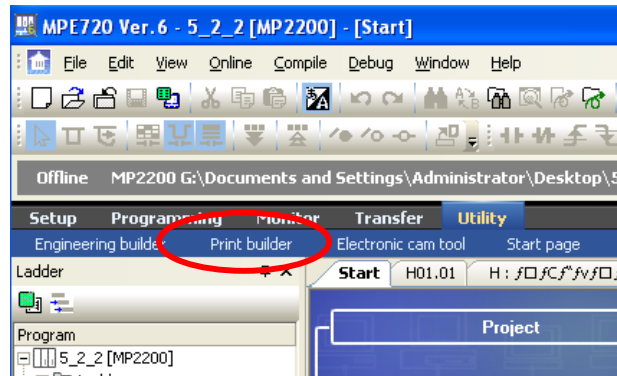 MPE720 Ver.6 - 5_2_2 [MP2200] - [Start]
File Edit View Online Compile Debug Window Help
Offline MP2200 G:\Documents and Settings\Administrator\Desktop\5
Setup Programming Monitor Transfer Utility
Engineering builder Print builder Electronic cam tool Start page
Ladder
Start H01.01 H : ƒ□ƒCƒ"ƒvƒ□ƒ
Project
Program
5_2_2 [MP2200]